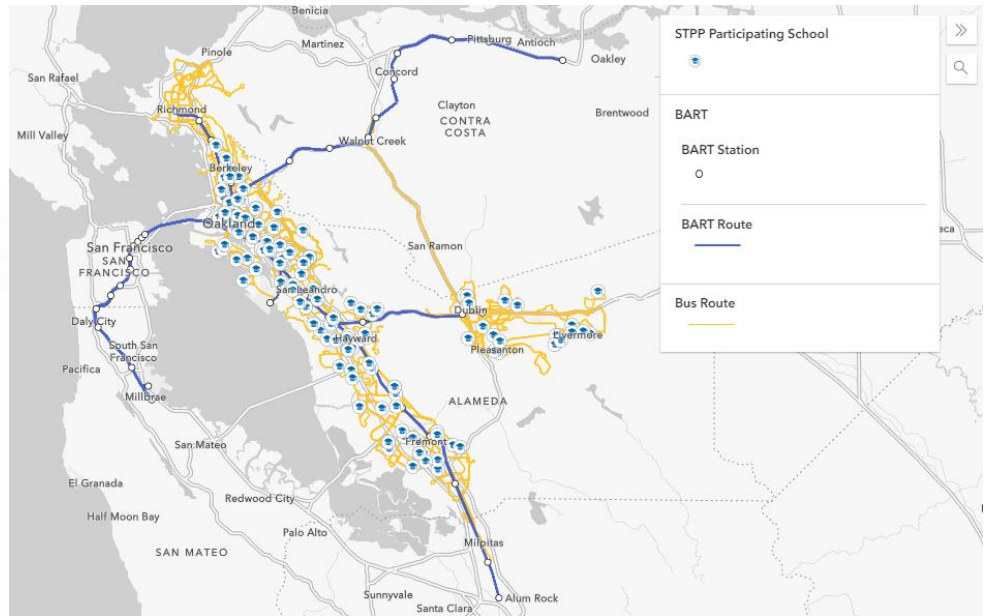 Benicia
Pinole
Martinez
Pittsburg
Antioch
Oakley
San Rafael
Concord
Richmond
Clayton
CONTRA
COSTA
Brentwood
Mill Valley
Walnut Creek
Berkeley
Oakland
San Francisco
SAN
FRANCISCO
San Ramon
San Leandro
Daly City
Dublin
Livermore
Hayward
Pleasanton
South San
Francisco
Pacifica
Millbrae
ALAMEDA
San Mateo
Fremont
El Granada
Redwood City
Half Moon Bay
Palo Alto
Milpitas
SAN MATEO
Sunnyvale
Alum Rock
Santa Clara
STPP Participating School
BART
BART Station
BART Route
Bus Route